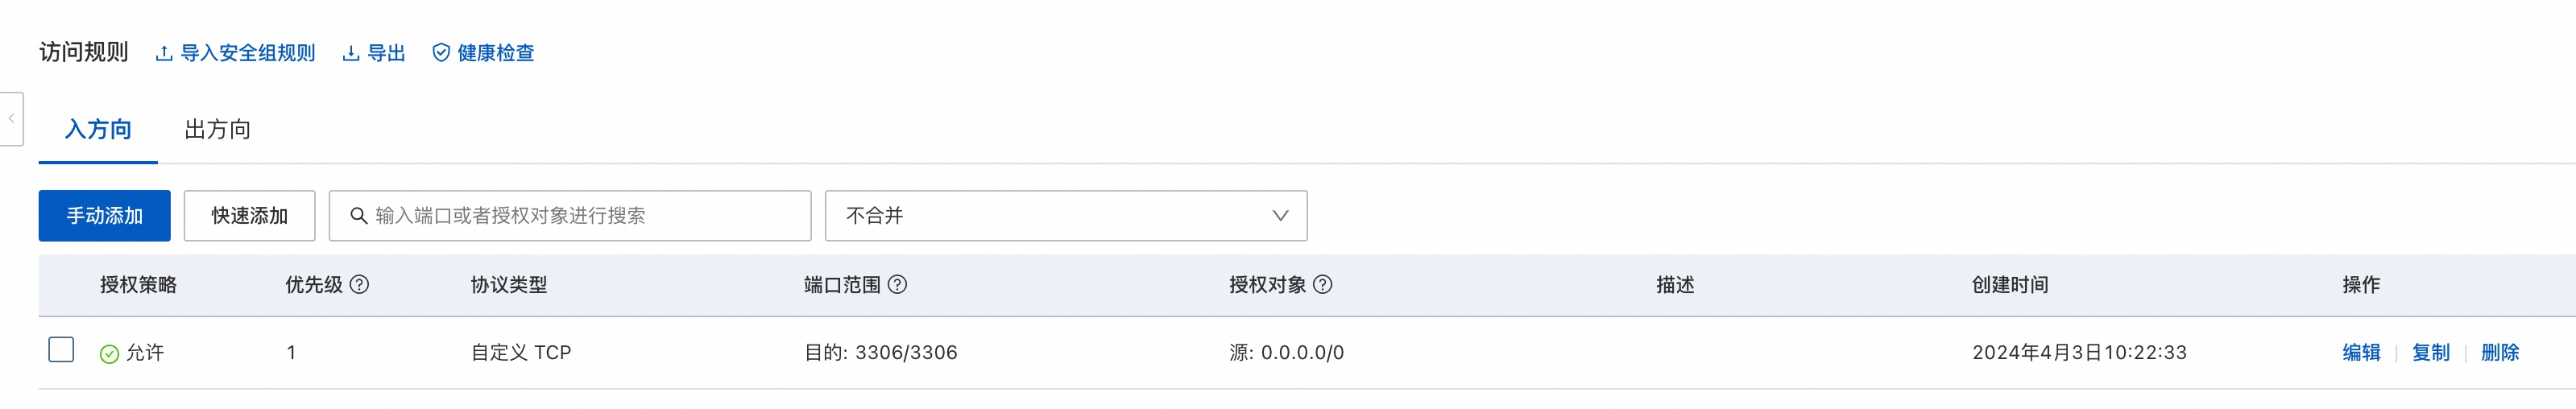 访问规则 导入安全组规则 导出 健康检查
入方向 出方向
手动添加 快速添加 输入端口或者授权对象进行搜索 不合并
授权策略 优先级 协议类型 端口范围 授权对象 描述 创建时间 操作
允许 1 自定义 TCP 目的: 3306/3306 源: 0.0.0.0/0 2024年4月3日10:22:33 编辑 复制 删除